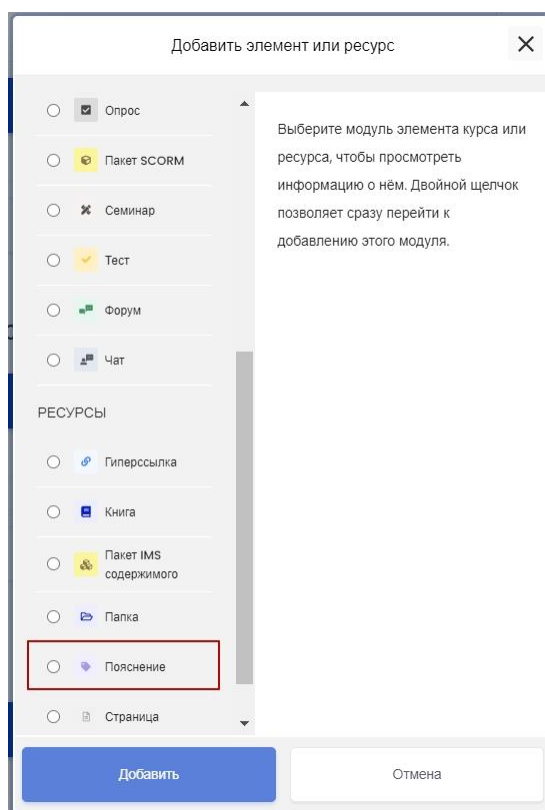 Добавить элемент или ресурс
Опрос
Пакет SCORM
Семинар
Тест
Форум
Чат
РЕСУРСЫ
Гиперссылка
Книга
Пакет IMS
содержимого
Папка
Пояснение
Страница
Выберите модуль элемента курса или
ресурса, чтобы просмотреть
информацию о нём. Двойной щелчок
позволяет сразу перейти к
добавлению этого модуля.
Добавить
Отмена